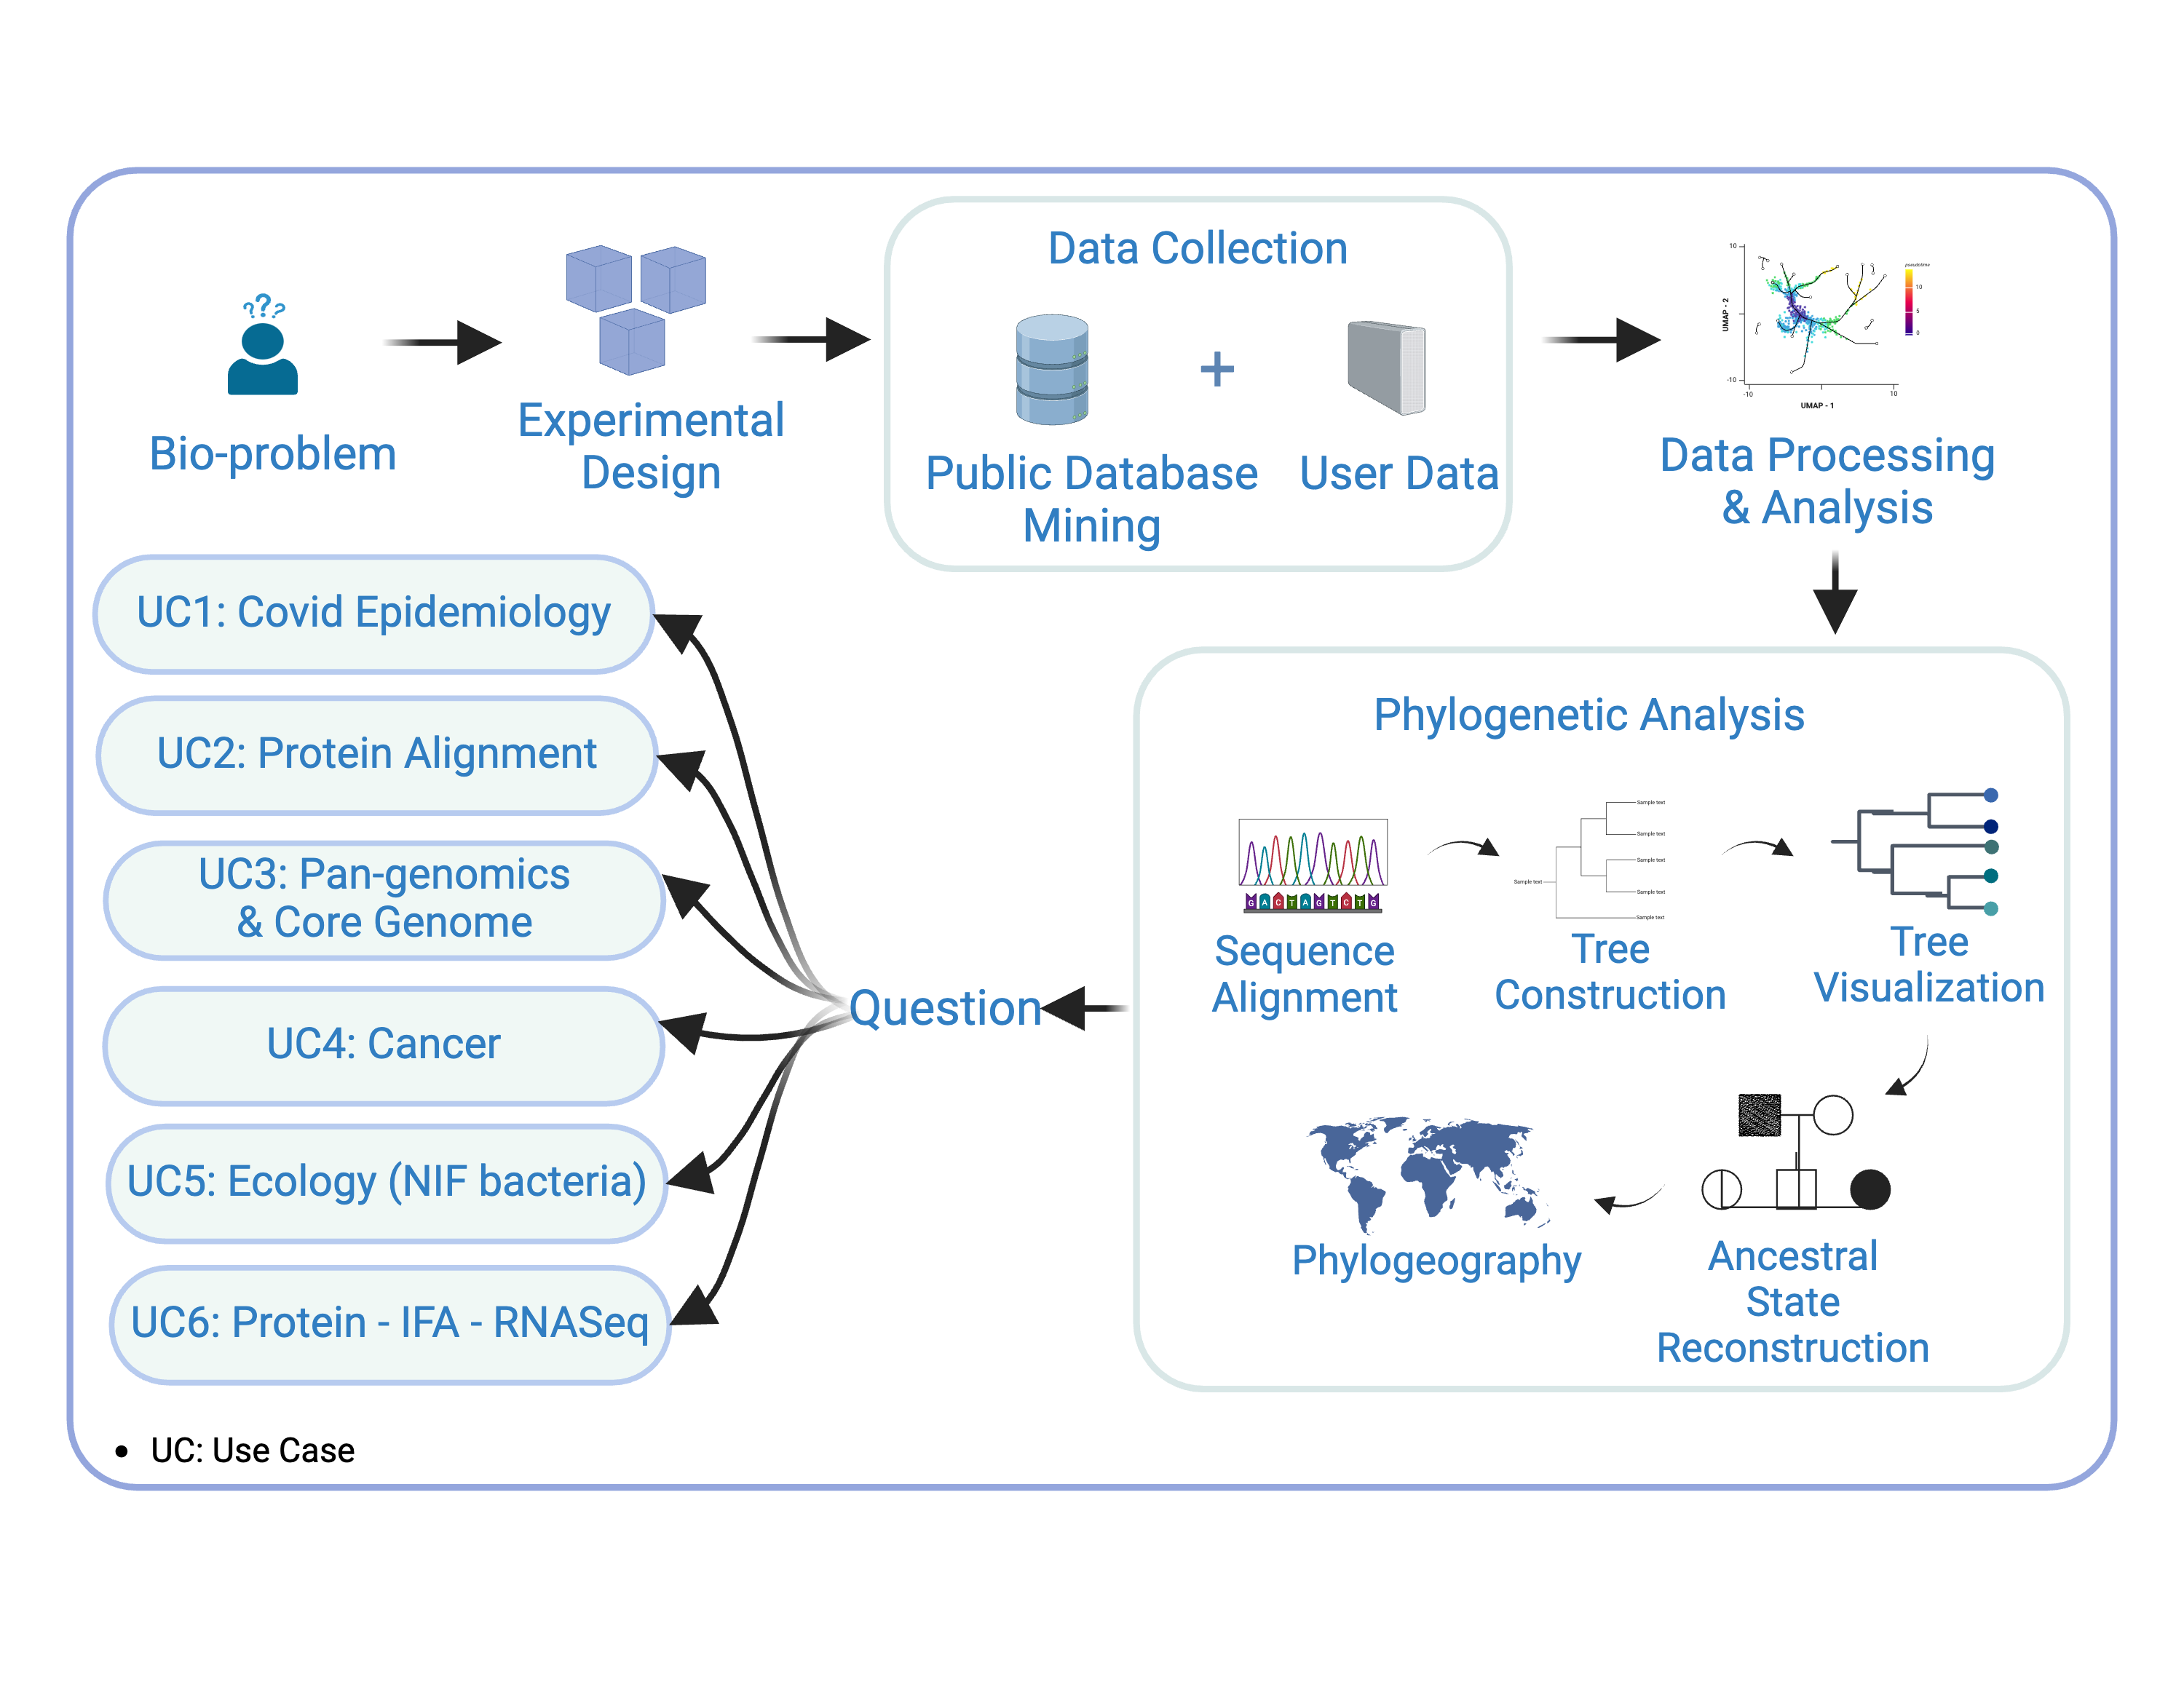 ???
Bio-problem
Experimental
Design
Data Collection
+
Public Database
Mining
User Data
10
-10
-10
10
UMAP - 2
UMAP - 1
pseudotime
10
5
0
Data Processing
& Analysis
UC1: Covid Epidemiology
UC2: Protein Alignment
UC3: Pan-genomics
& Core Genome
UC4: Cancer
UC5: Ecology (NIF bacteria)
UC6: Protein - IFA - RNASeq
Question
Phylogenetic Analysis
G A C T A G T C T G
Sequence
Alignment
Sample text
Sample text
Sample text
Sample text
Sample text
Sample text
Tree
Construction
Tree
Visualization
Ancestral
State
Reconstruction
Phylogeography
• UC: Use Case